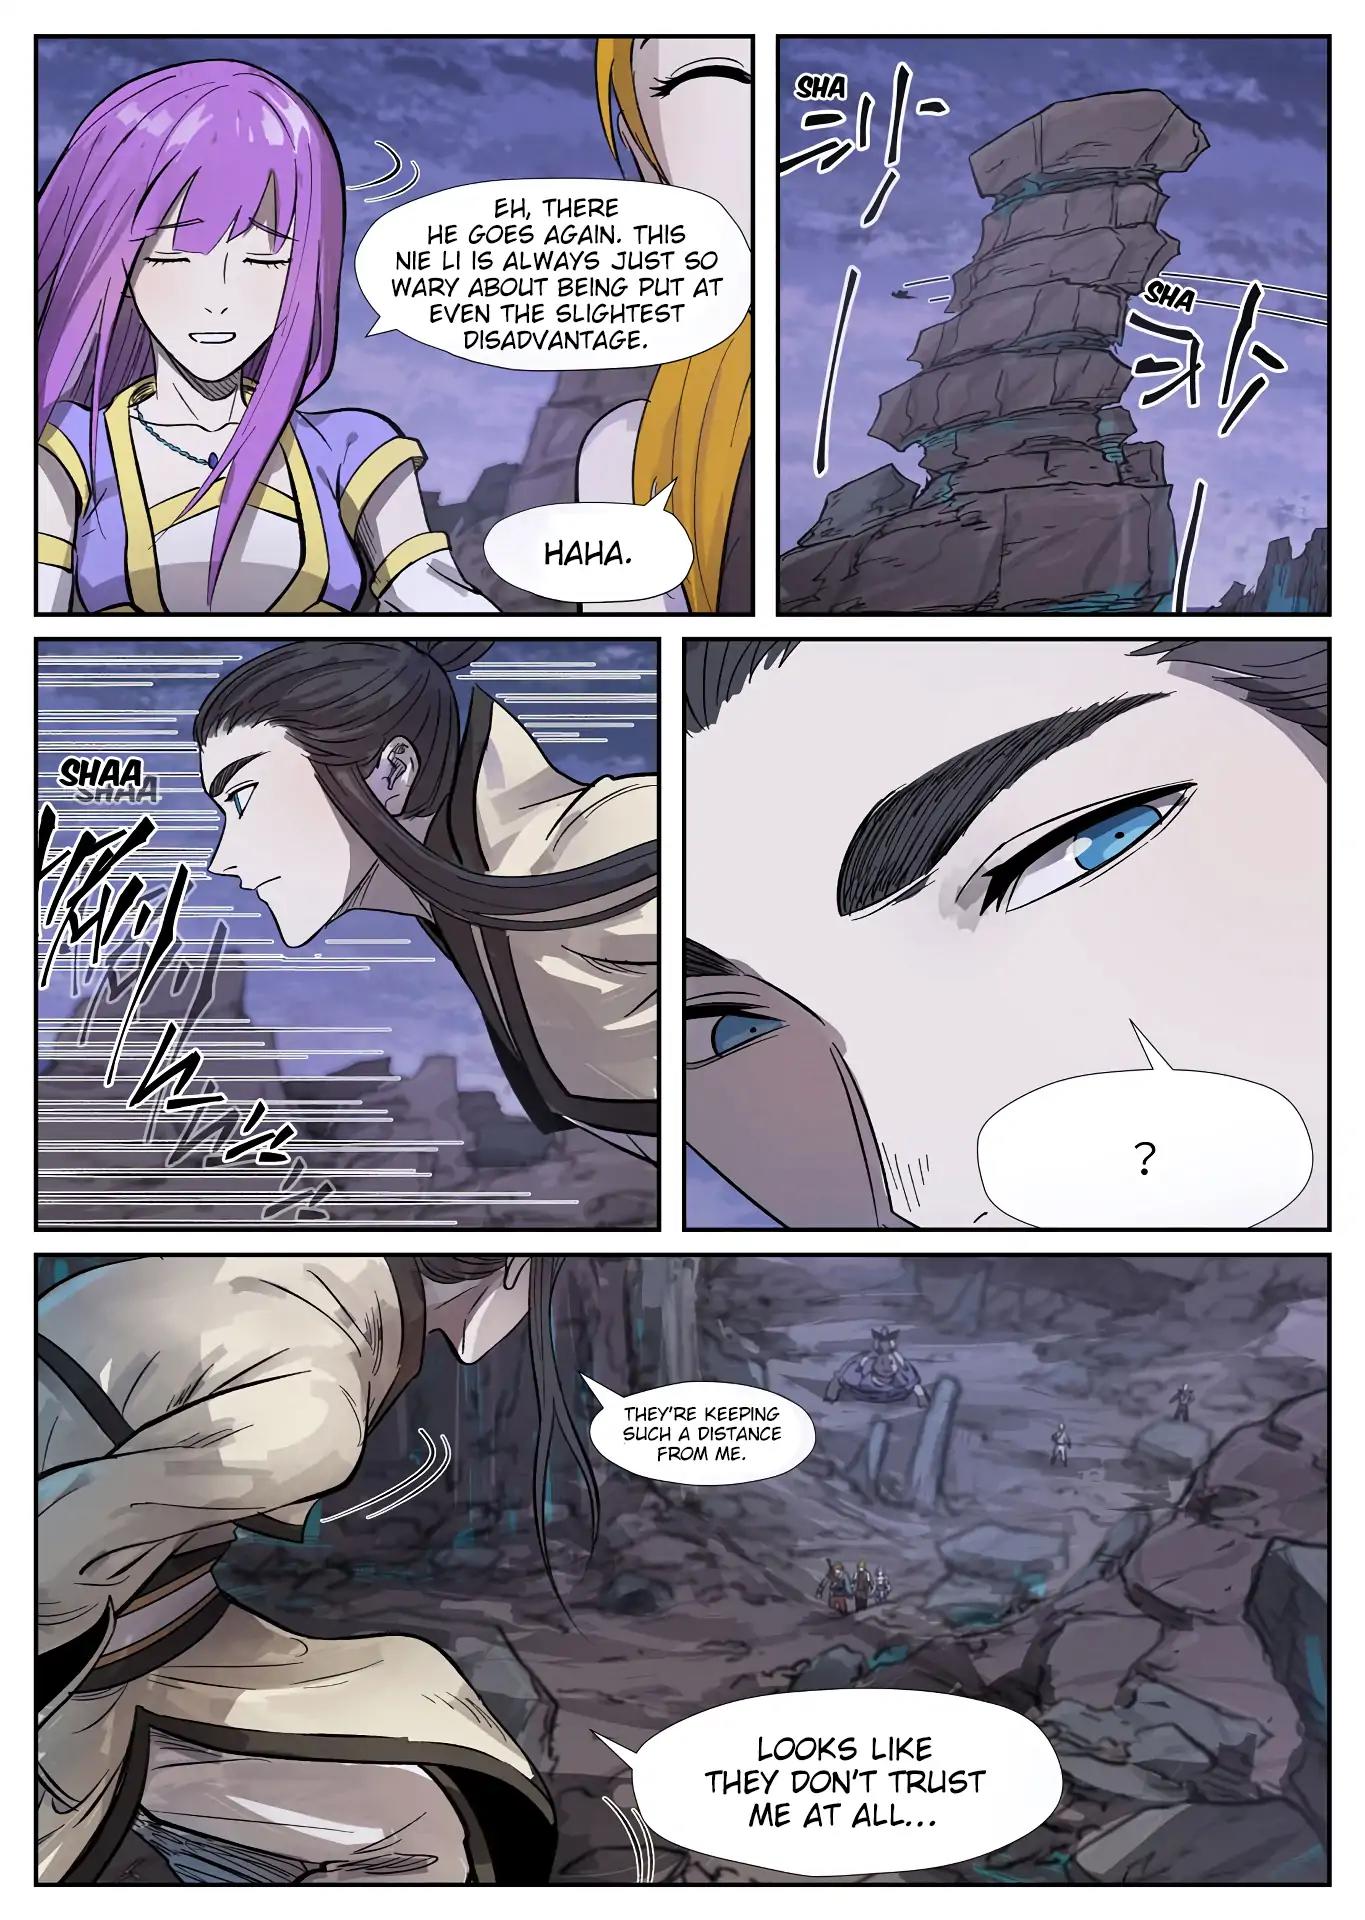 EH, THERE
HE GOES AGAIN. THIS
NIE LI IS ALWAYS JUST SO
WARY ABOUT BEING PUT AT
EVEN THE SLIGHTEST
DISADVANTAGE.
HAHA.
SHA
SHA
SHAA
SHAA
?
THEY'RE KEEPING
SUCH A DISTANCE
FROM ME.
LOOKS LIKE
THEY DON'T TRUST
ME AT ALL...